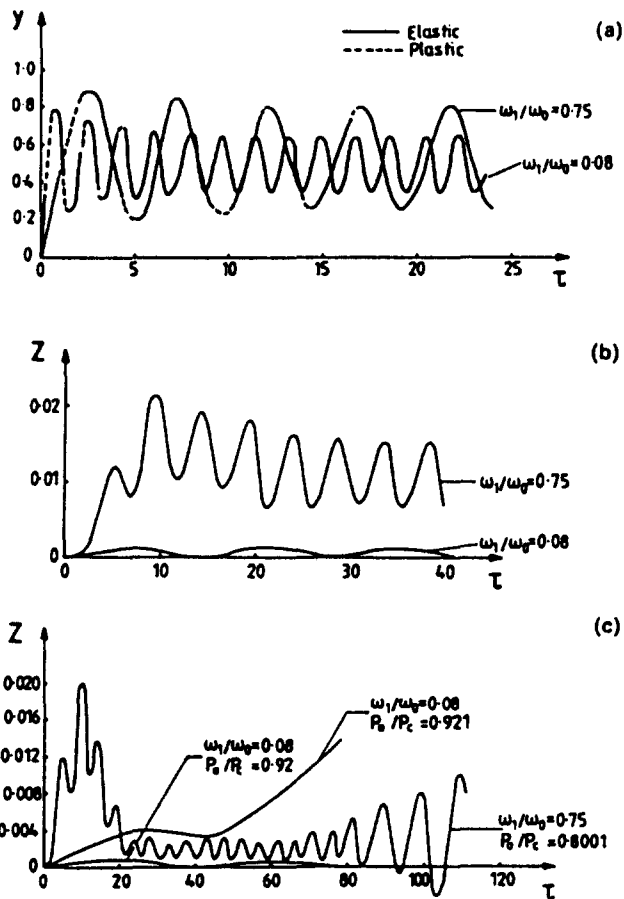 y
Elastic
Plastic
(a)
1·0
0·8
0·6
0·4
0·2
0
ω₁/ω₀=0·75
ω₁/ω₀=0·08
0 5 10 15 20 25
τ
Z
(b)
0·02
0·01
0
ω₁/ω₀=0·75
ω₁/ω₀=0·08
0 10 20 30 40
τ
Z
(c)
0·020
0·016
0·012
0·008
0·004
0
ω₁/ω₀=0·08
P₀/P꜀=0.921
ω₁/ω₀=0·08
P₀/P꜀=0.92
ω₁/ω₀=0·75
P₀/P꜀=0.8001
0 20 40 60 80 100 120
τ